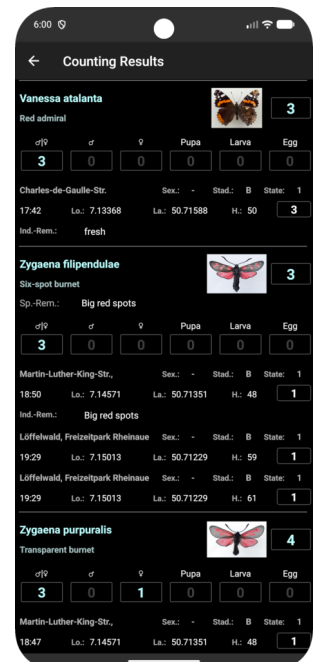 6:00
Counting Results
Vanessa atalanta
Red admiral
3
♂|♀ ♂ ♀ Pupa Larva Egg
3 0 0 0 0 0
Charles-de-Gaulle-Str. Sex.: - Stad.: B State: 1
17:42 Lo.: 7.13368 La.: 50.71588 H.: 50 3
Ind.-Rem.: fresh
Zygaena filipendulae
Six-spot burnet
3
Sp.-Rem.: Big red spots
♂|♀ ♂ ♀ Pupa Larva Egg
3 0 0 0 0 0
Martin-Luther-King-Str., Sex.: - Stad.: B State: 1
18:50 Lo.: 7.14571 La.: 50.71351 H.: 48 1
Ind.-Rem.: Big red spots
Löffelwald, Freizeitpark Rheinaue Sex.: - Stad.: B State: 1
19:29 Lo.: 7.15013 La.: 50.71229 H.: 59 1
Löffelwald, Freizeitpark Rheinaue Sex.: - Stad.: B State: 1
19:29 Lo.: 7.15013 La.: 50.71229 H.: 61 1
Zygaena purpuralis
Transparent burnet
4
♂|♀ ♂ ♀ Pupa Larva Egg
3 0 1 0 0 0
Martin-Luther-King-Str., Sex.: - Stad.: B State: 1
18:47 Lo.: 7.14571 La.: 50.71351 H.: 48 1